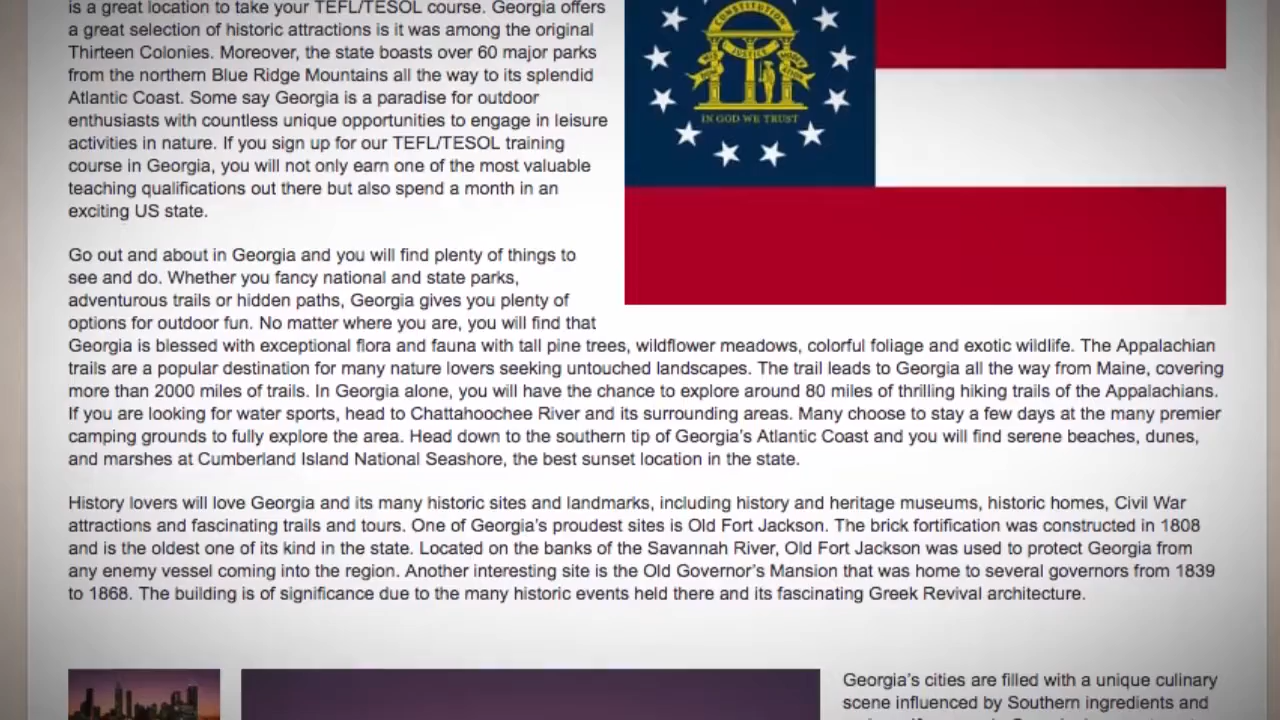 is a great location to take your TEFL/TESOL course. Georgia offers
a great selection of historic attractions is it was among the original
Thirteen Colonies. Moreover, the state boasts over 60 major parks
from the northern Blue Ridge Mountains all the way to its splendid
Atlantic Coast. Some say Georgia is a paradise for outdoor
enthusiasts with countless unique opportunities to engage in leisure
activities in nature. If you sign up for our TEFL/TESOL training
course in Georgia, you will not only earn one of the most valuable
teaching qualifications out there but also spend a month in an
exciting US state.
CONSTITUTION
JUSTICE
IN GOD WE TRUST
Go out and about in Georgia and you will find plenty of things to
see and do. Whether you fancy national and state parks,
adventurous trails or hidden paths, Georgia gives you plenty of
options for outdoor fun. No matter where you are, you will find that
Georgia is blessed with exceptional flora and fauna with tall pine trees, wildflower meadows, colorful foliage and exotic wildlife. The Appalachian
trails are a popular destination for many nature lovers seeking untouched landscapes. The trail leads to Georgia all the way from Maine, covering
more than 2000 miles of trails. In Georgia alone, you will have the chance to explore around 80 miles of thrilling hiking trails of the Appalachians.
If you are looking for water sports, head to Chattahoochee River and its surrounding areas. Many choose to stay a few days at the many premier
camping grounds to fully explore the area. Head down to the southern tip of Georgia's Atlantic Coast and you will find serene beaches, dunes,
and marshes at Cumberland Island National Seashore, the best sunset location in the state.
History lovers will love Georgia and its many historic sites and landmarks, including history and heritage museums, historic homes, Civil War
attractions and fascinating trails and tours. One of Georgia's proudest sites is Old Fort Jackson. The brick fortification was constructed in 1808
and is the oldest one of its kind in the state. Located on the banks of the Savannah River, Old Fort Jackson was used to protect Georgia from
any enemy vessel coming into the region. Another interesting site is the Old Governor's Mansion that was home to several governors from 1839
to 1868. The building is of significance due to the many historic events held there and its fascinating Greek Revival architecture.
Georgia's cities are filled with a unique culinary
scene influenced by Southern ingredients and